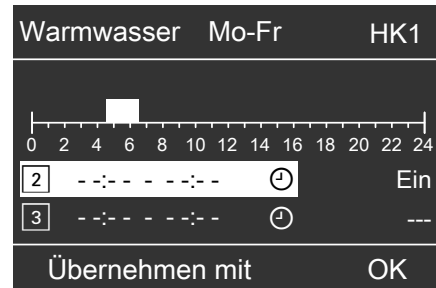 Warmwasser Mo-Fr HK1
0 2 4 6 8 10 12 14 16 18 20 22 24
2 - -:- - - - -:- - Ein
3 - -:- - - - -:- - ---
Übernehmen mit OK